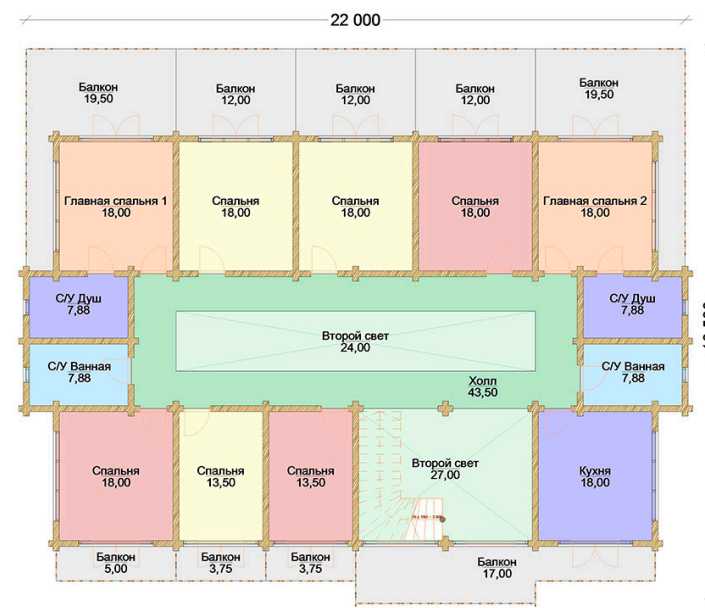 22 000
Балкон
19,50
Балкон
12,00
Балкон
12,00
Балкон
12,00
Балкон
19,50
Главная спальня 1
18,00
Спальня
18,00
Спальня
18,00
Спальня
18,00
Главная спальня 2
18,00
С/У Душ
7,88
С/У Душ
7,88
Второй свет
24,00
С/У Ванная
7,88
С/У Ванная
7,88
Холл
43,50
Спальня
18,00
Спальня
13,50
Спальня
13,50
Второй свет
27,00
Кухня
18,00
Балкон
5,00
Балкон
3,75
Балкон
3,75
Балкон
17,00